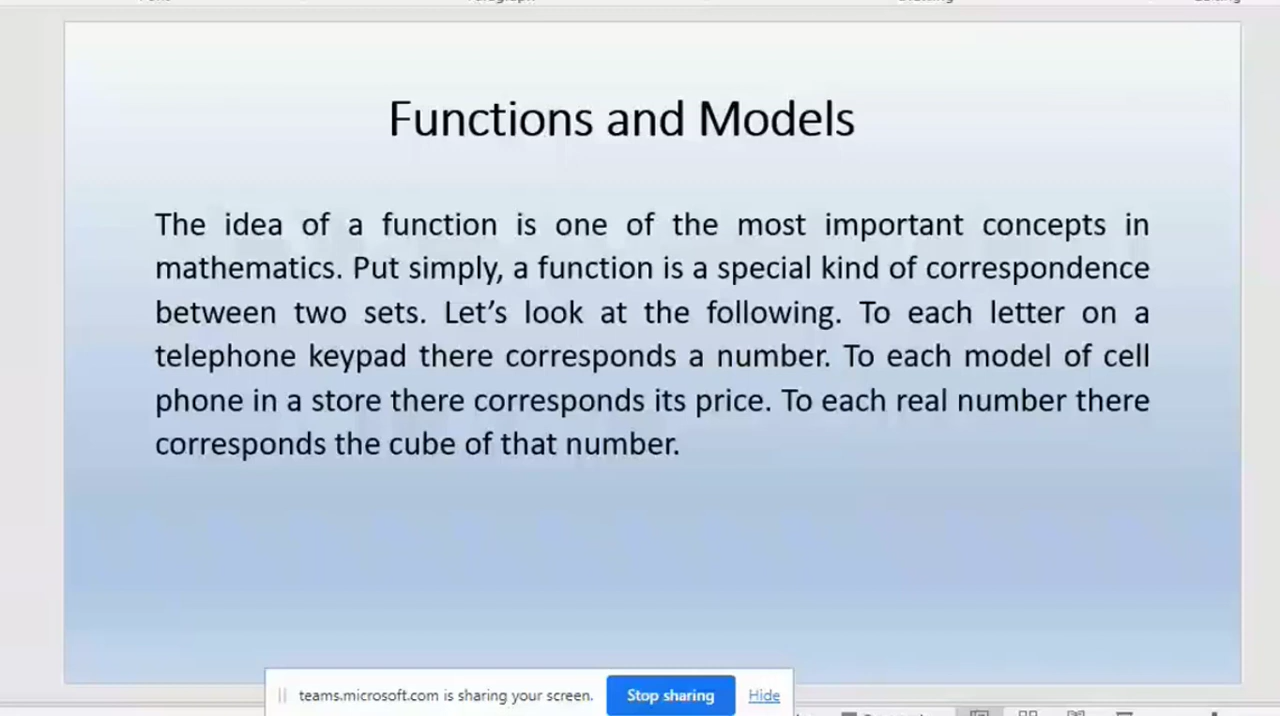 Functions and Models
The idea of a function is one of the most important concepts in
mathematics. Put simply, a function is a special kind of correspondence
between two sets. Let's look at the following. To each letter on a
telephone keypad there corresponds a number. To each model of cell
phone in a store there corresponds its price. To each real number there
corresponds the cube of that number.
teams.microsoft.com is sharing your screen. Stop sharing Hide